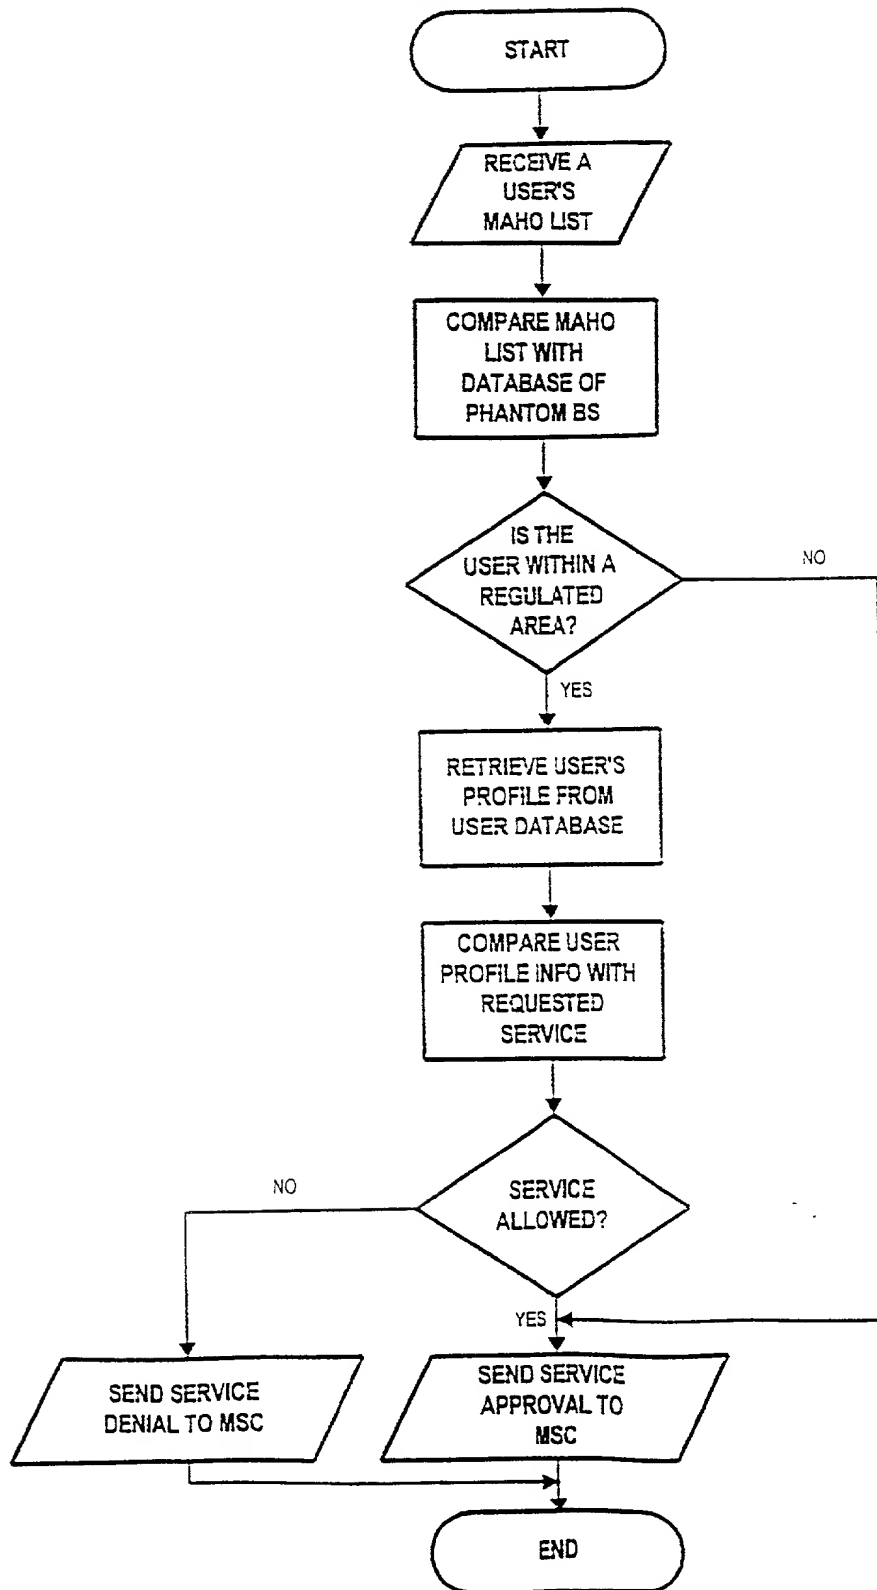 START
RECEIVE A
USER'S
MAHO LIST
COMPARE MAHO
LIST WITH
DATABASE OF
PHANTOM BS
IS THE
USER WITHIN A
REGULATED
AREA?
NO
YES
RETRIEVE USER'S
PROFILE FROM
USER DATABASE
COMPARE USER
PROFILE INFO WITH
REQUESTED
SERVICE
SERVICE
ALLOWED?
NO
YES
SEND SERVICE
DENIAL TO MSC
SEND SERVICE
APPROVAL TO
MSC
END